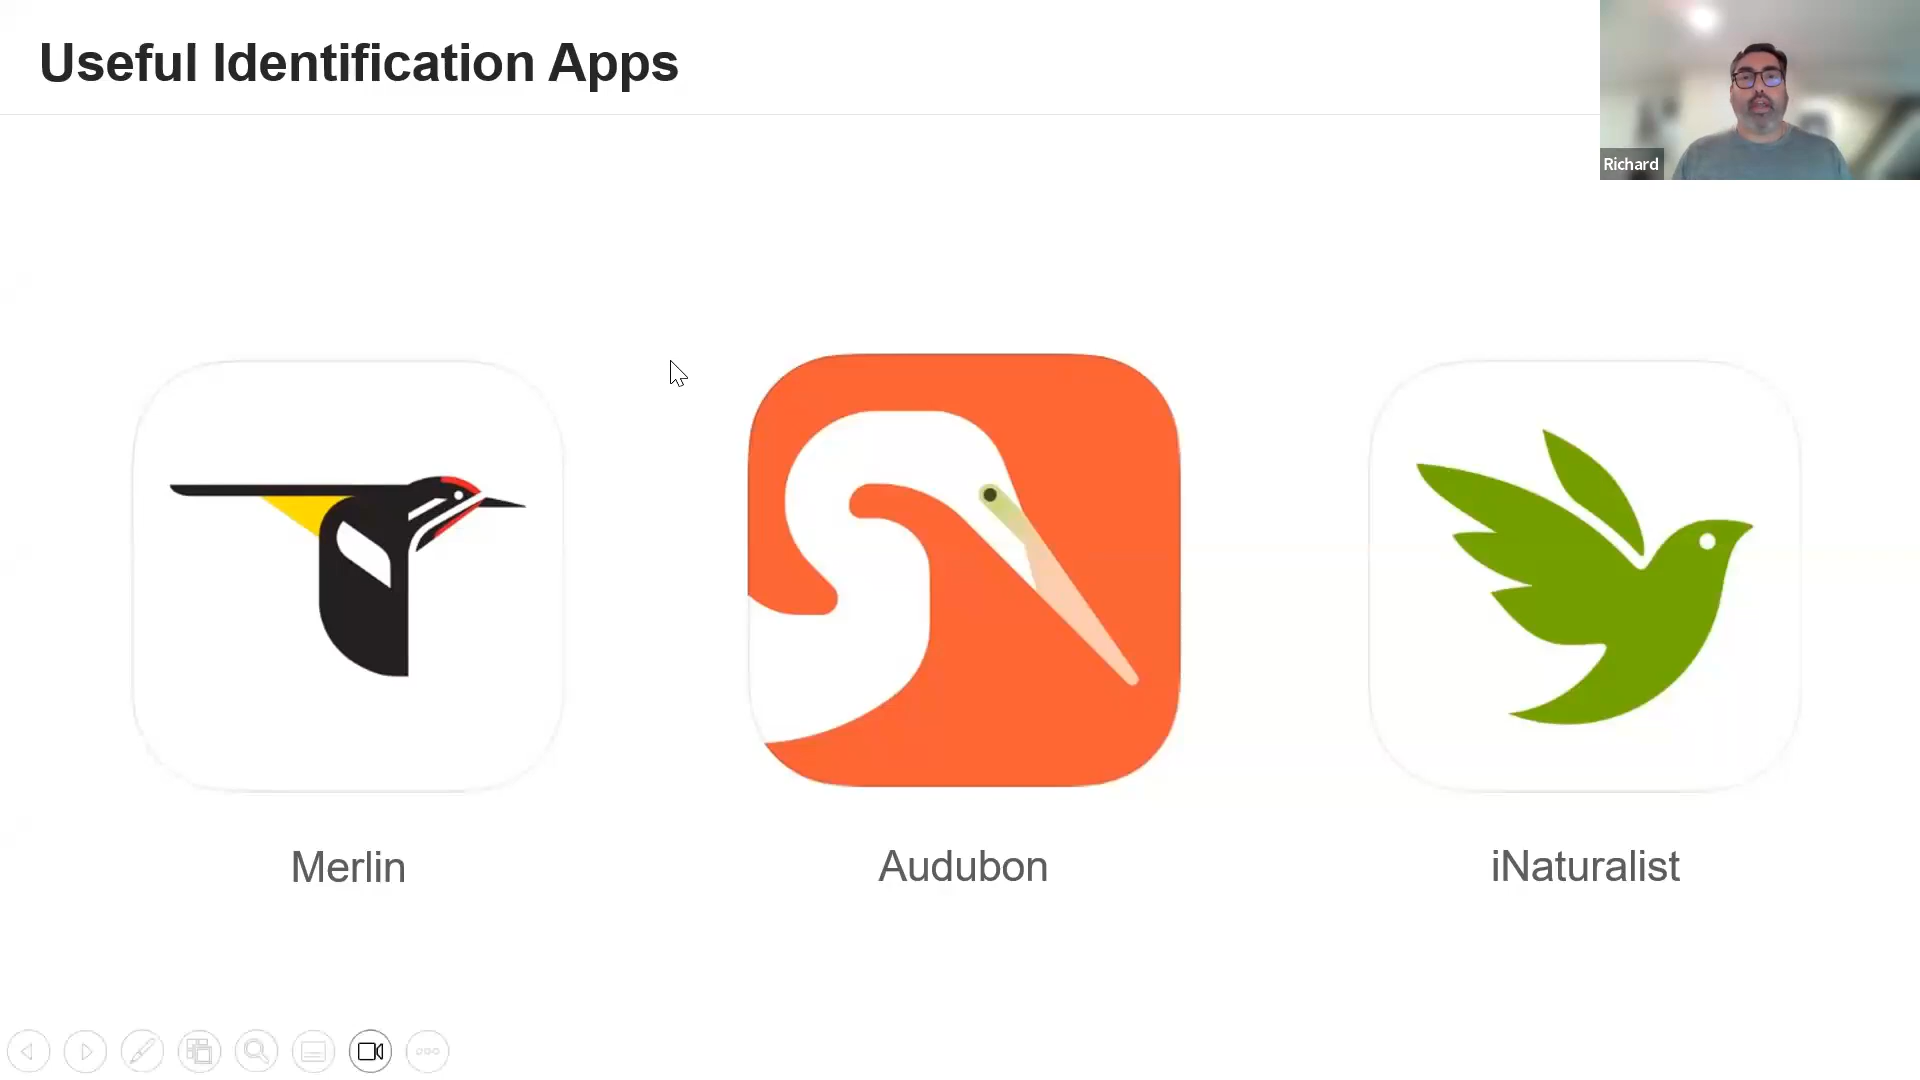 Useful Identification Apps
Richard
Merlin
Audubon
iNaturalist